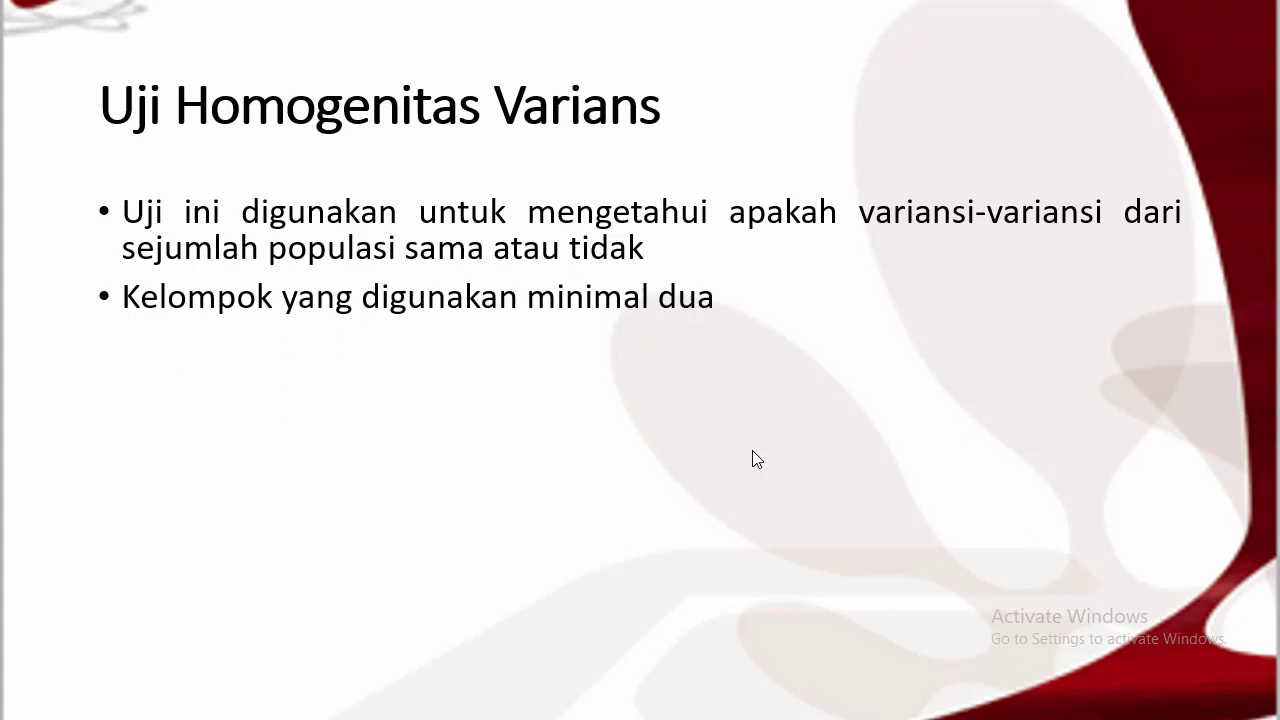 Uji Homogenitas Varians
• Uji ini digunakan untuk mengetahui apakah variansi-variansi dari
sejumlah populasi sama atau tidak
• Kelompok yang digunakan minimal dua
Activate Windows
Go to Settings to activate Windows.